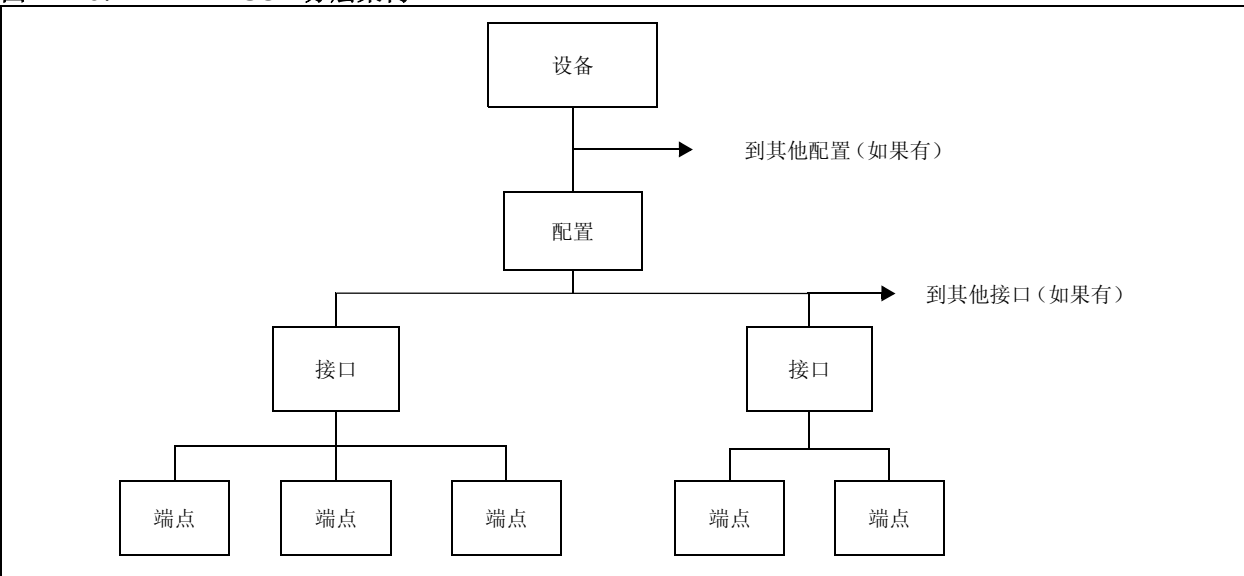 设备
到其他配置（如果有）
配置
到其他接口（如果有）
接口 接口
端点 端点 端点 端点 端点